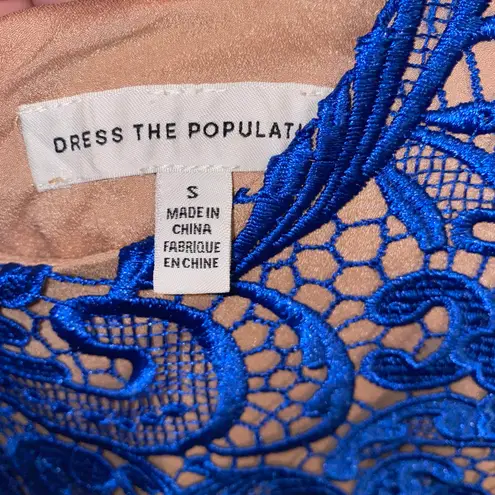 DRESS THE POPULATI
S
MADE IN
CHINA
FABRIQUE
EN CHINE